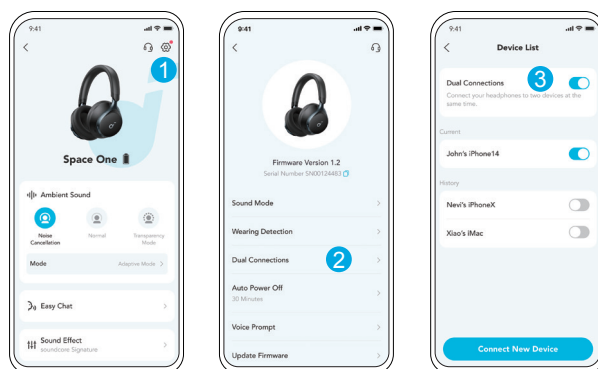 9:41
1
Space One
Ambient Sound
Noise
Cancellation
Normal
Transparency
Mode
Mode
Adaptive Mode
Easy Chat
Sound Effect
soundcore Signature
9:41
Firmware Version 1.2
Serial Number SN00124483
Sound Mode
Wearing Detection
Dual Connections
2
Auto Power Off
30 Minutes
Voice Prompt
Update Firmware
9:41
Device List
Dual Connections
3
Connect your headphones to two devices at the
same time.
Current
John's iPhone14
History
Nevi's iPhoneX
Xiao's iMac
Connect New Device